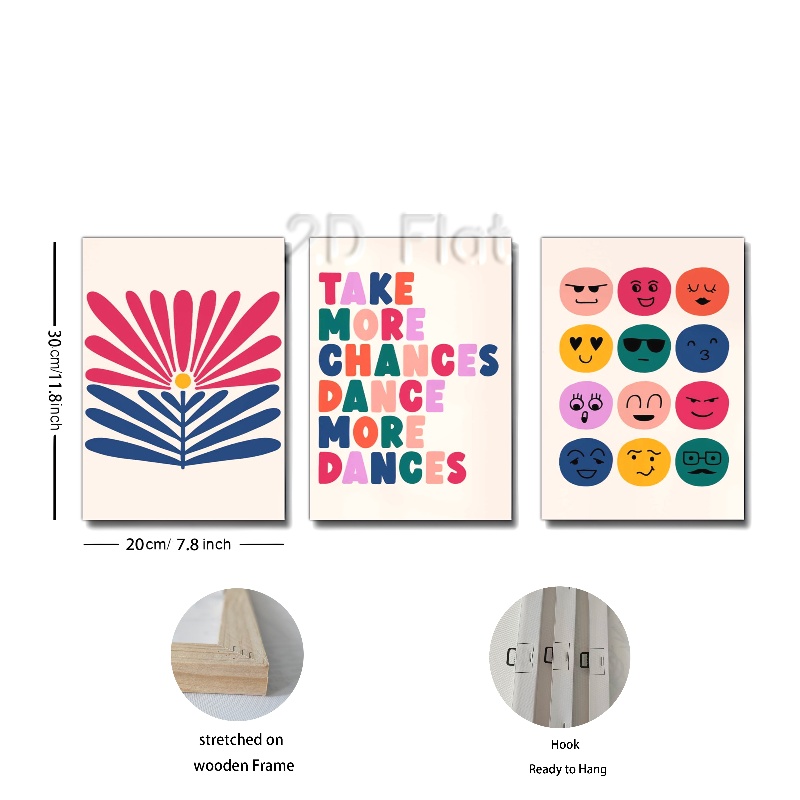 2D Flat
TAKE
MORE
CHANCES
DANCE
MORE
DANCES
30cm/11.8inch
20cm/ 7.8 inch
stretched on
wooden Frame
Hook
Ready to Hang